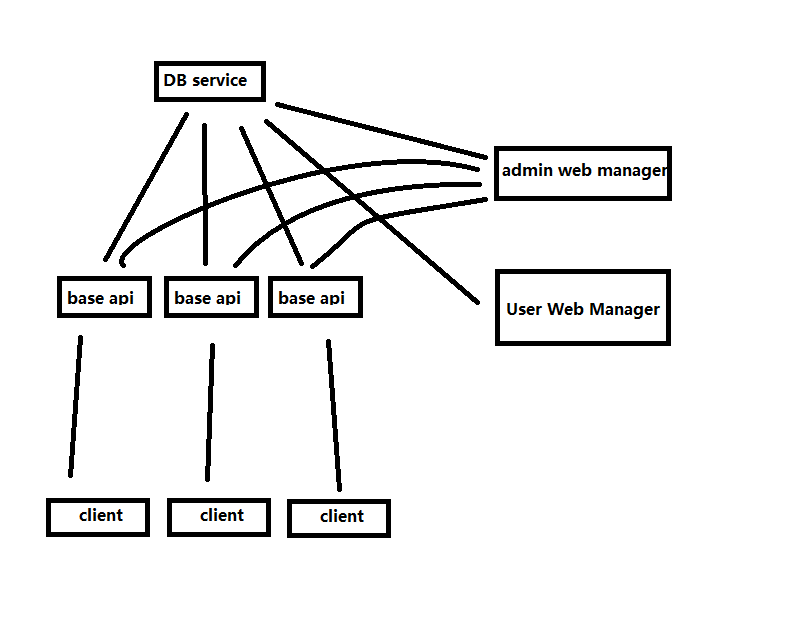 DB service
admin web manager
base api
base api
base api
User Web Manager
client
client
client